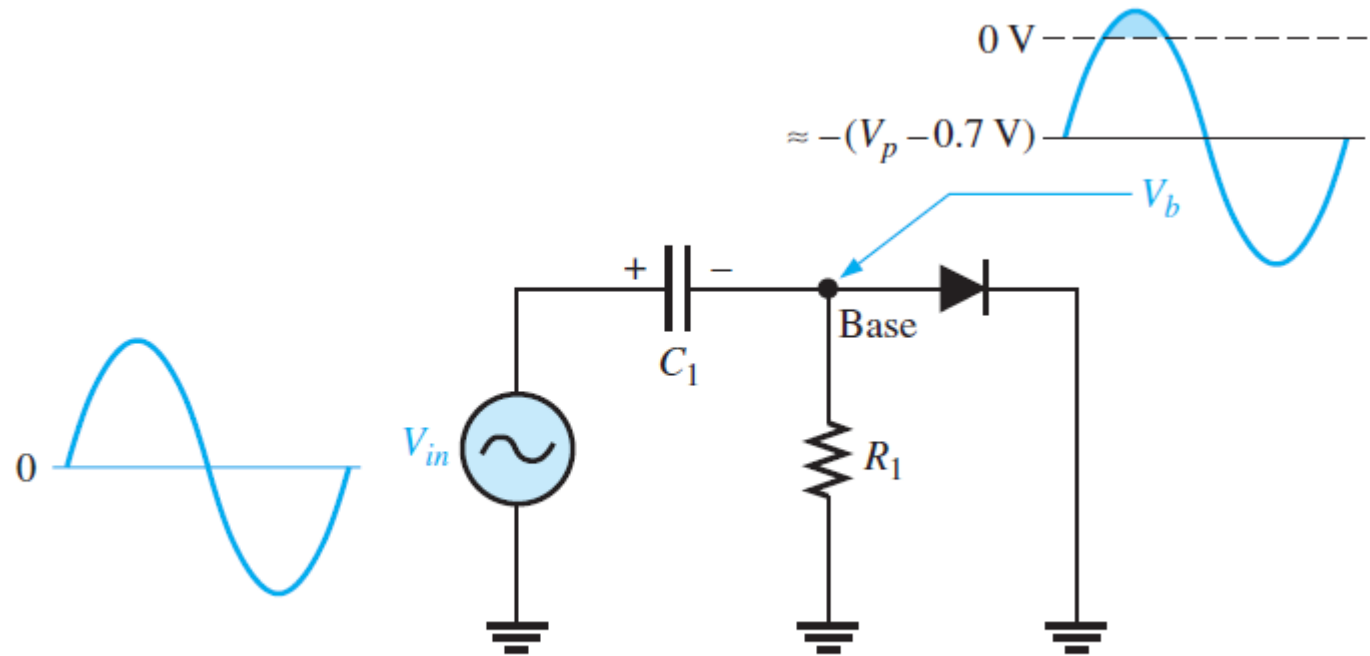 0 V
≈ –(Vp –0.7 V)
Vb
+ –
Base
C1
Vin
R1
0